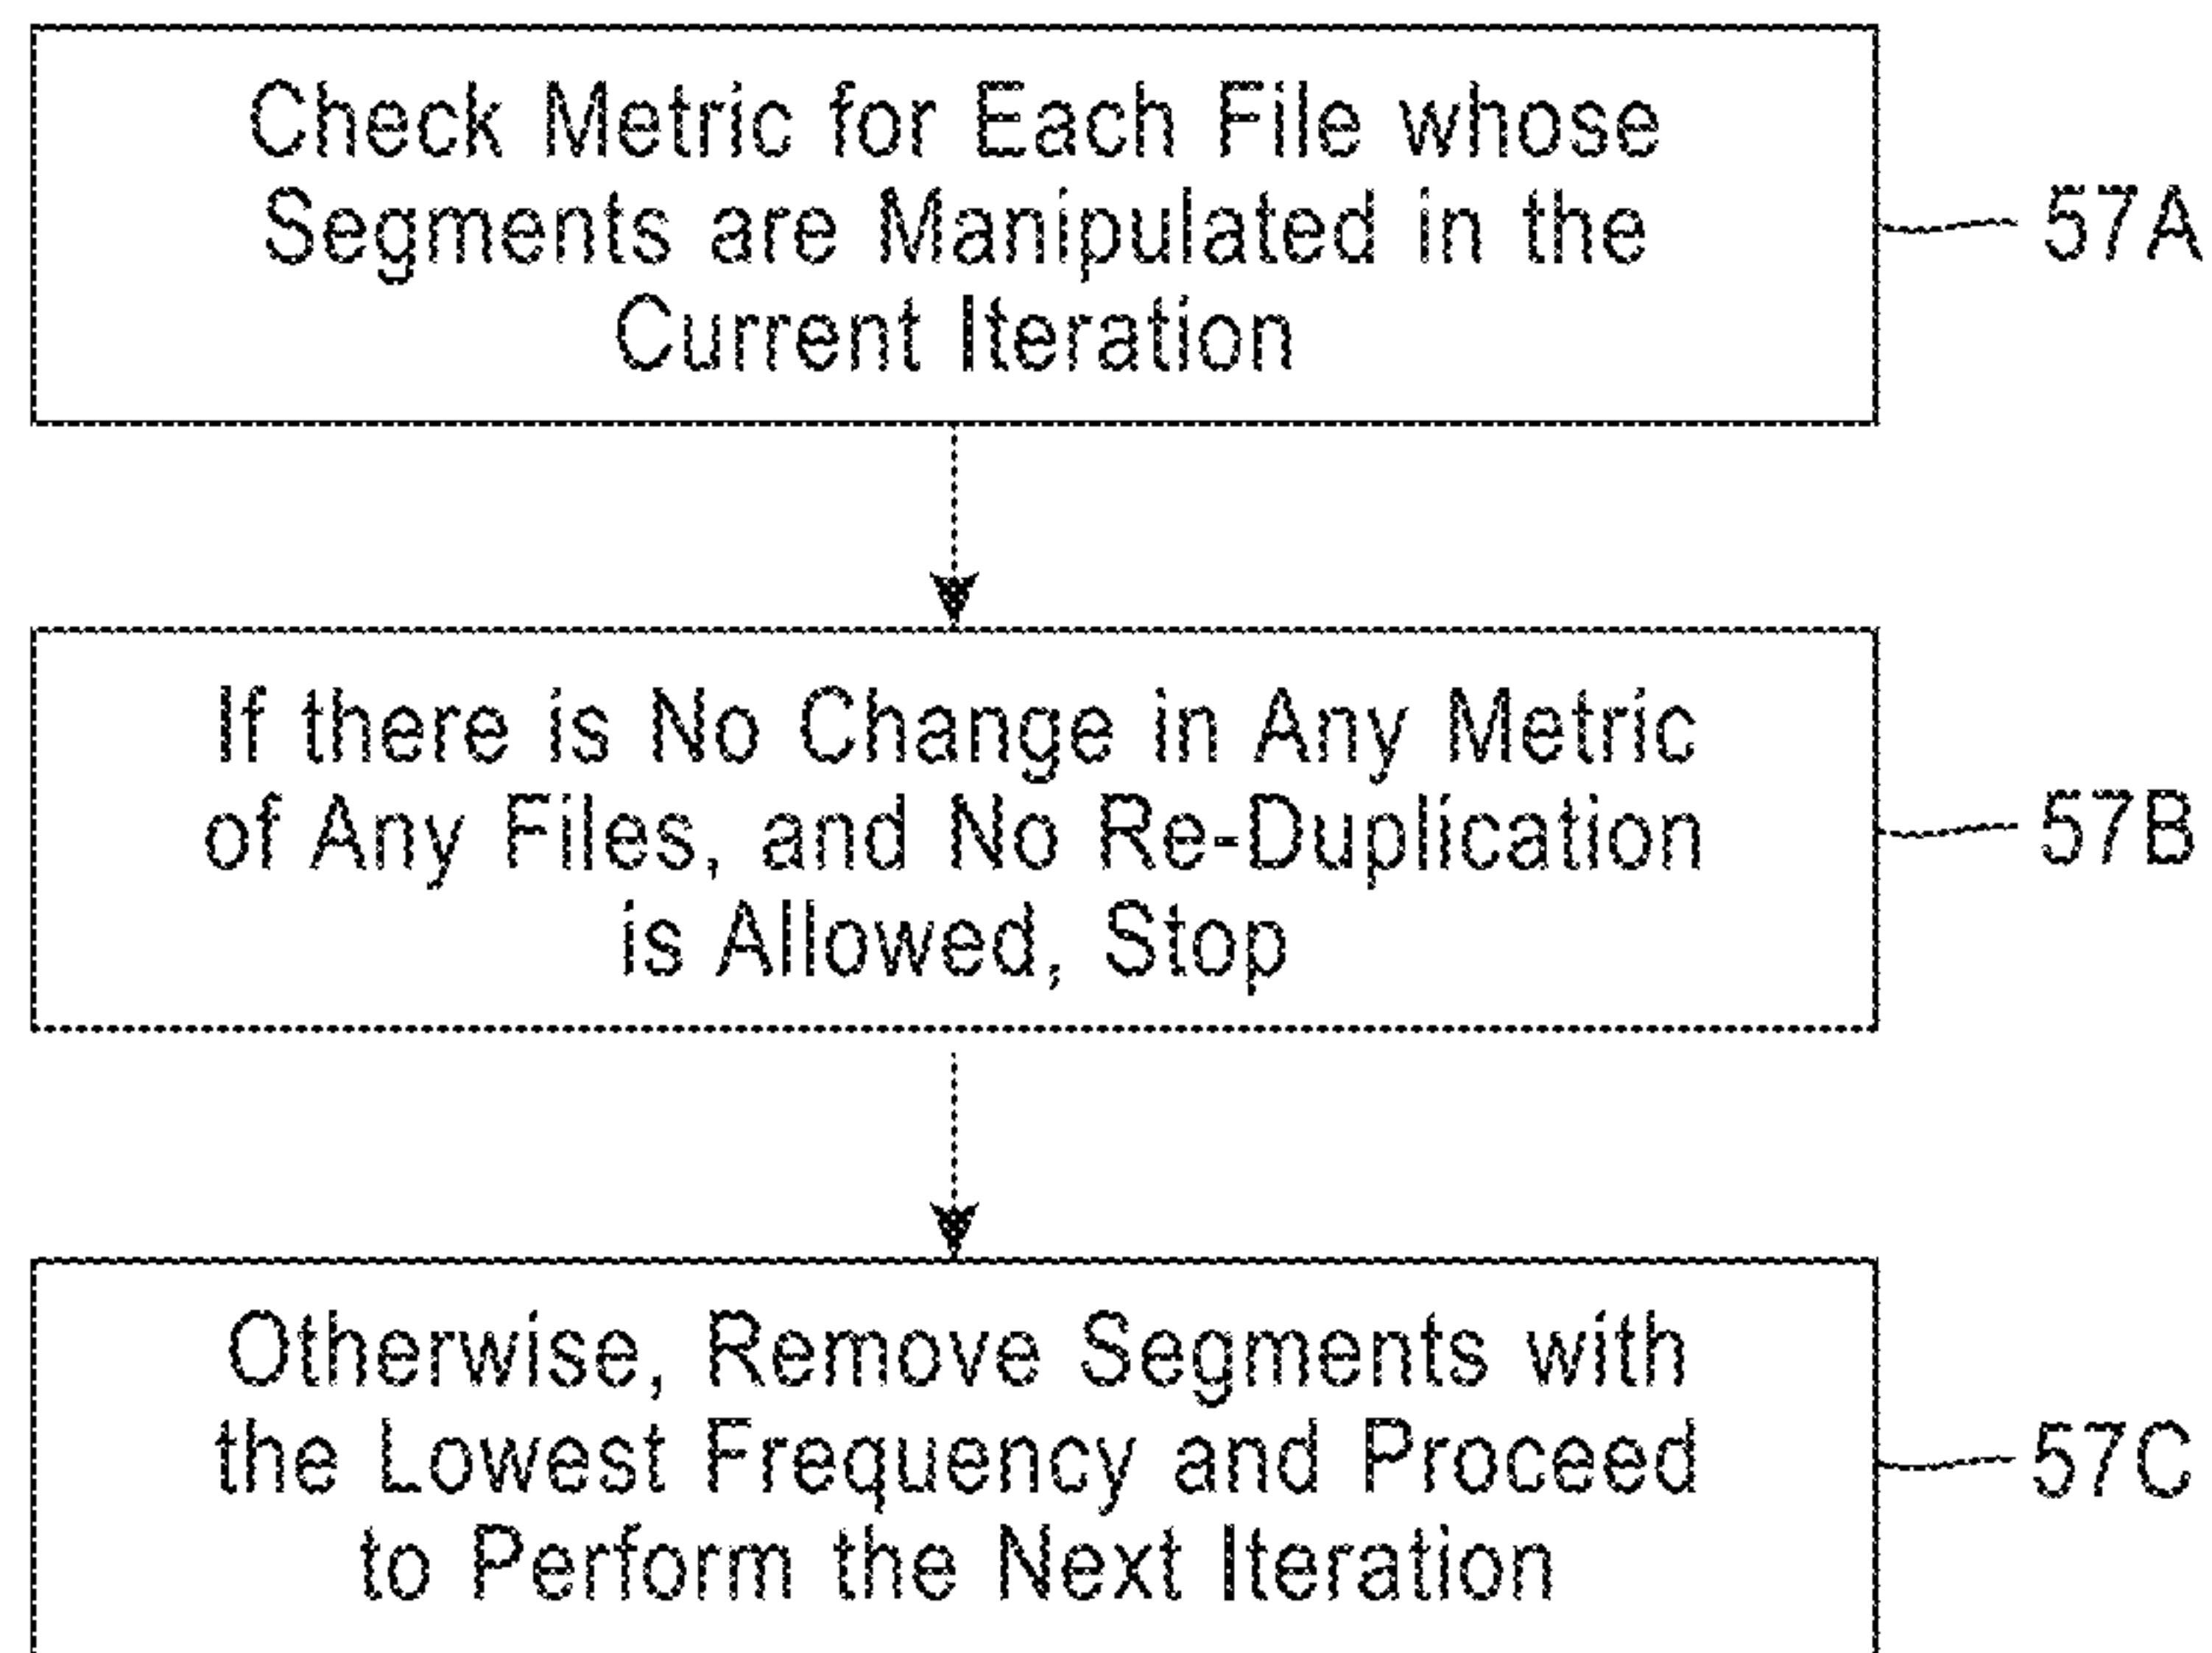 Check Metric for Each File whose
Segments are Manipulated in the
Current Iteration
57A
If there is No Change in Any Metric
of Any Files, and No Re-Duplication
is Allowed, Stop
57B
Otherwise, Remove Segments with
the Lowest Frequency and Proceed
to Perform the Next Iteration
57C